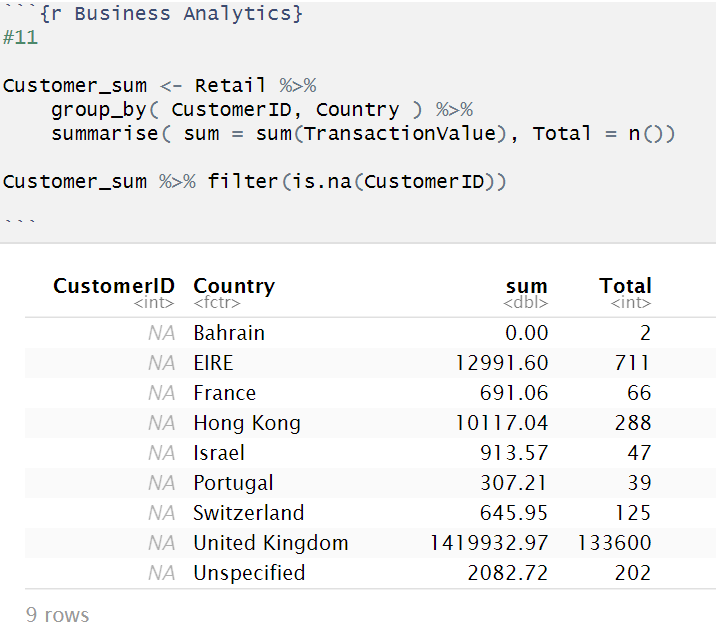 ```{r Business Analytics}
#11
Customer_sum <- Retail %>%
group_by( CustomerID, Country ) %>%
summarise( sum = sum(TransactionValue), Total = n())
Customer_sum %>% filter(is.na(CustomerID))
```
CustomerID Country sum Total
<int> <fctr> <dbl> <int>
NA Bahrain 0.00 2
NA EIRE 12991.60 711
NA France 691.06 66
NA Hong Kong 10117.04 288
NA Israel 913.57 47
NA Portugal 307.21 39
NA Switzerland 645.95 125
NA United Kingdom 1419932.97 133600
NA Unspecified 2082.72 202
9 rows